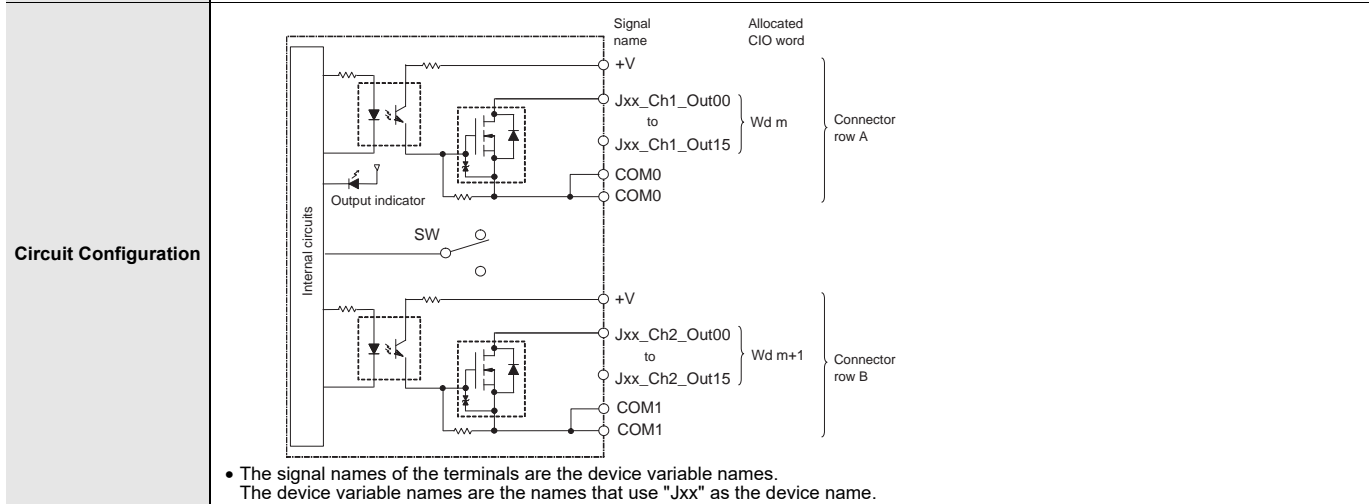 Circuit Configuration
Signal name
Allocated CIO word
+V
Jxx_Ch1_Out00
to
Jxx_Ch1_Out15
Wd m
Connector row A
COM0
COM0
Output indicator
Internal circuits
SW
+V
Jxx_Ch2_Out00
to
Jxx_Ch2_Out15
Wd m+1
Connector row B
COM1
COM1
• The signal names of the terminals are the device variable names.
The device variable names are the names that use "Jxx" as the device name.